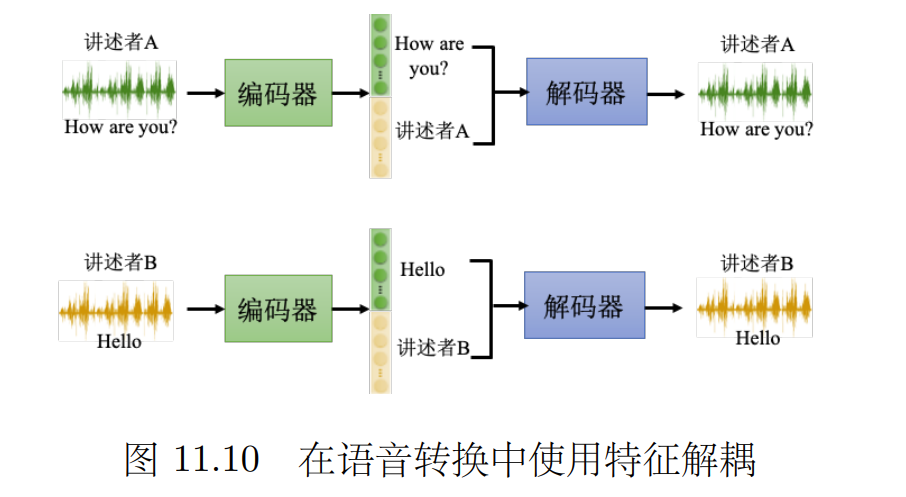 讲述者A
How are you?
编码器
How are
you?
讲述者A
解码器
讲述者A
How are you?
讲述者B
Hello
编码器
Hello
讲述者B
解码器
讲述者B
Hello
图 11.10 在语音转换中使用特征解耦